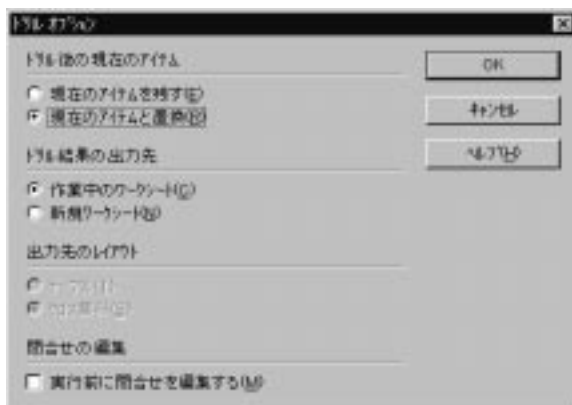 ﾄﾞﾘﾙ ｵﾌﾟｼｮﾝ
ﾄﾞﾘﾙ後の現在のｱｲﾃﾑ
現在のｱｲﾃﾑを残す(E)
現在のｱｲﾃﾑと置換(R)
ﾄﾞﾘﾙ結果の出力先
作業中のﾜｰｸｼｰﾄ(C)
新規ﾜｰｸｼｰﾄ(N)
出力先のﾚｲｱｳﾄ
問合せの編集
実行前に問合せを編集する(M)
OK
ｷｬﾝｾﾙ
ﾍﾙﾌﾟ(H)